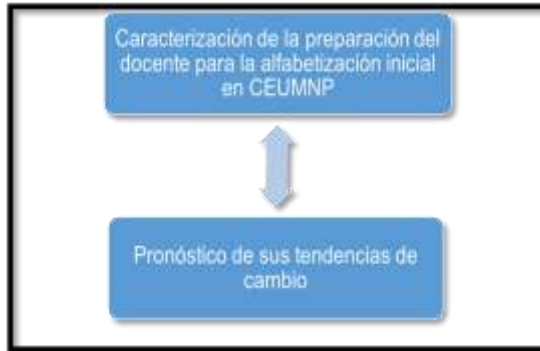 Caracterización de la preparación del
docente para la alfabetización inicial
en CEUMNP
Pronóstico de sus tendencias de
cambio